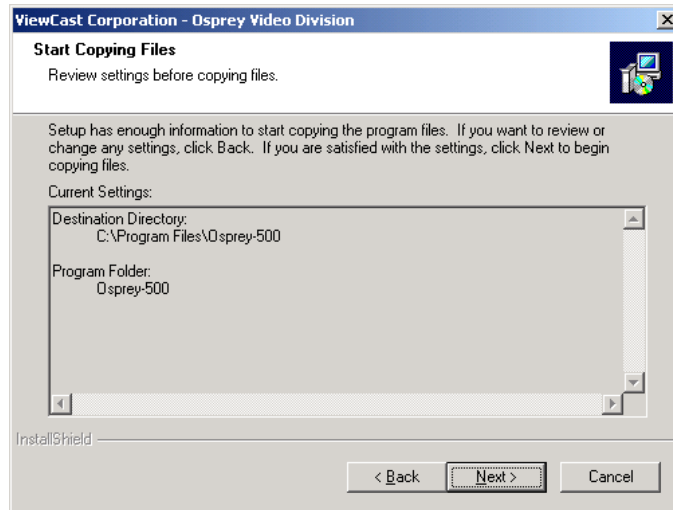 ViewCast Corporation - Osprey Video Division
Start Copying Files
Review settings before copying files.
Setup has enough information to start copying the program files.  If you want to review or
change any settings, click Back.  If you are satisfied with the settings, click Next to begin
copying files.
Current Settings:
Destination Directory:
C:\Program Files\Osprey-500
Program Folder:
Osprey-500
InstallShield
< Back
Next >
Cancel